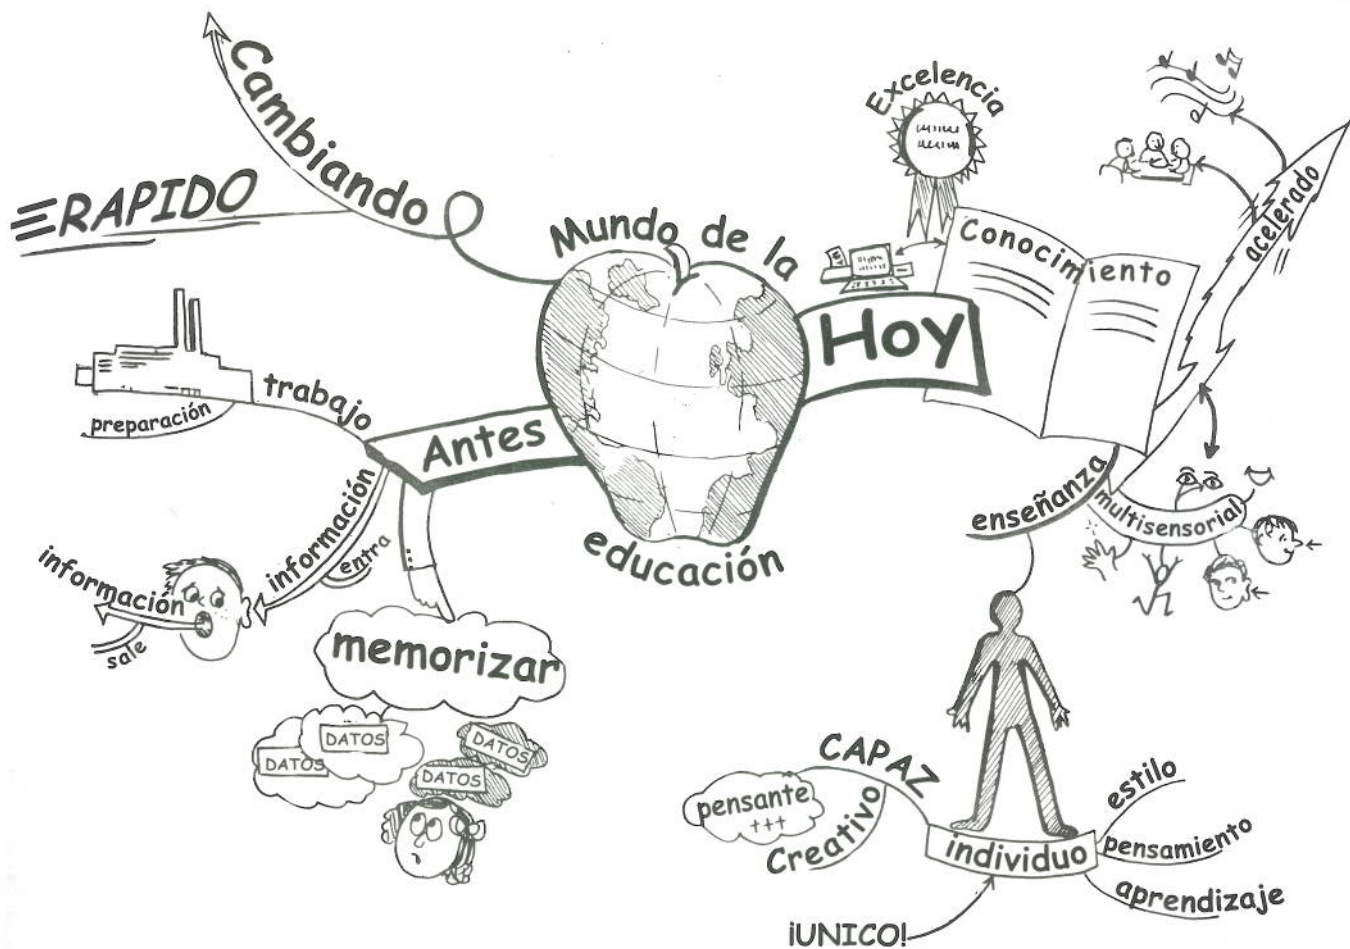 Cambiando
RAPIDO
Mundo de la
educación
Antes
trabajo
preparación
información
entra
información
sale
memorizar
DATOS
DATOS
DATOS
DATOS
Hoy
Excelencia
Conocimiento
acelerado
enseñanza
multisensorial
individuo
CAPAZ
pensante
+++
Creativo
estilo
pensamiento
aprendizaje
¡UNICO!